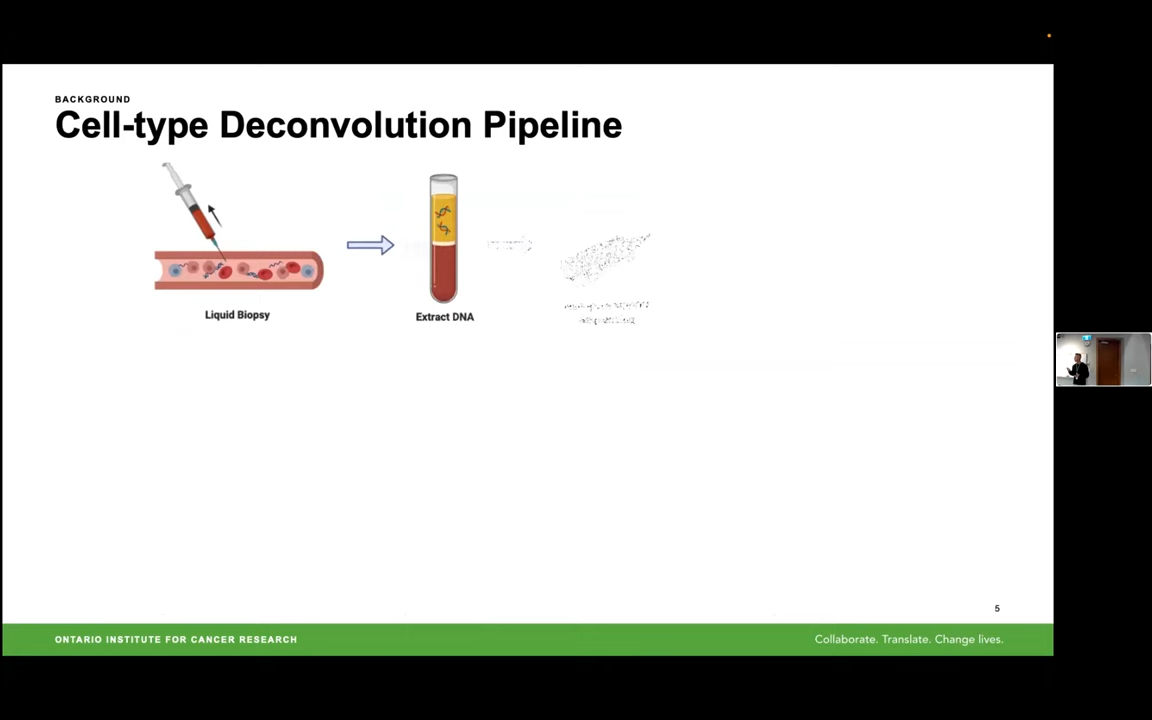 BACKGROUND
Cell-type Deconvolution Pipeline
Liquid Biopsy
Extract DNA
5
ONTARIO INSTITUTE FOR CANCER RESEARCH
Collaborate. Translate. Change lives.